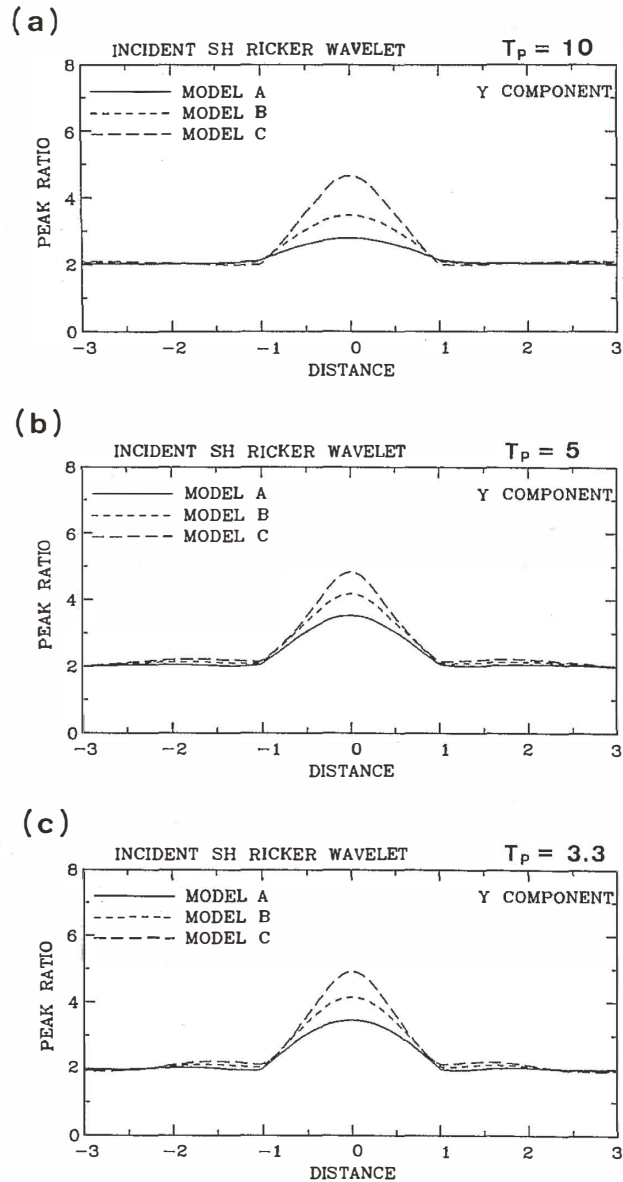 (a)
INCIDENT SH RICKER WAVELET Tp = 10
8
MODEL A Y COMPONENT
MODEL B
6
MODEL C
PEAK RATIO
4
2
0
-3 -2 -1 0 1 2 3
DISTANCE
(b)
INCIDENT SH RICKER WAVELET Tp = 5
8
MODEL A Y COMPONENT
MODEL B
6
MODEL C
PEAK RATIO
4
2
0
-3 -2 -1 0 1 2 3
DISTANCE
(c)
INCIDENT SH RICKER WAVELET Tp = 3.3
8
MODEL A Y COMPONENT
MODEL B
6
MODEL C
PEAK RATIO
4
2
0
-3 -2 -1 0 1 2 3
DISTANCE